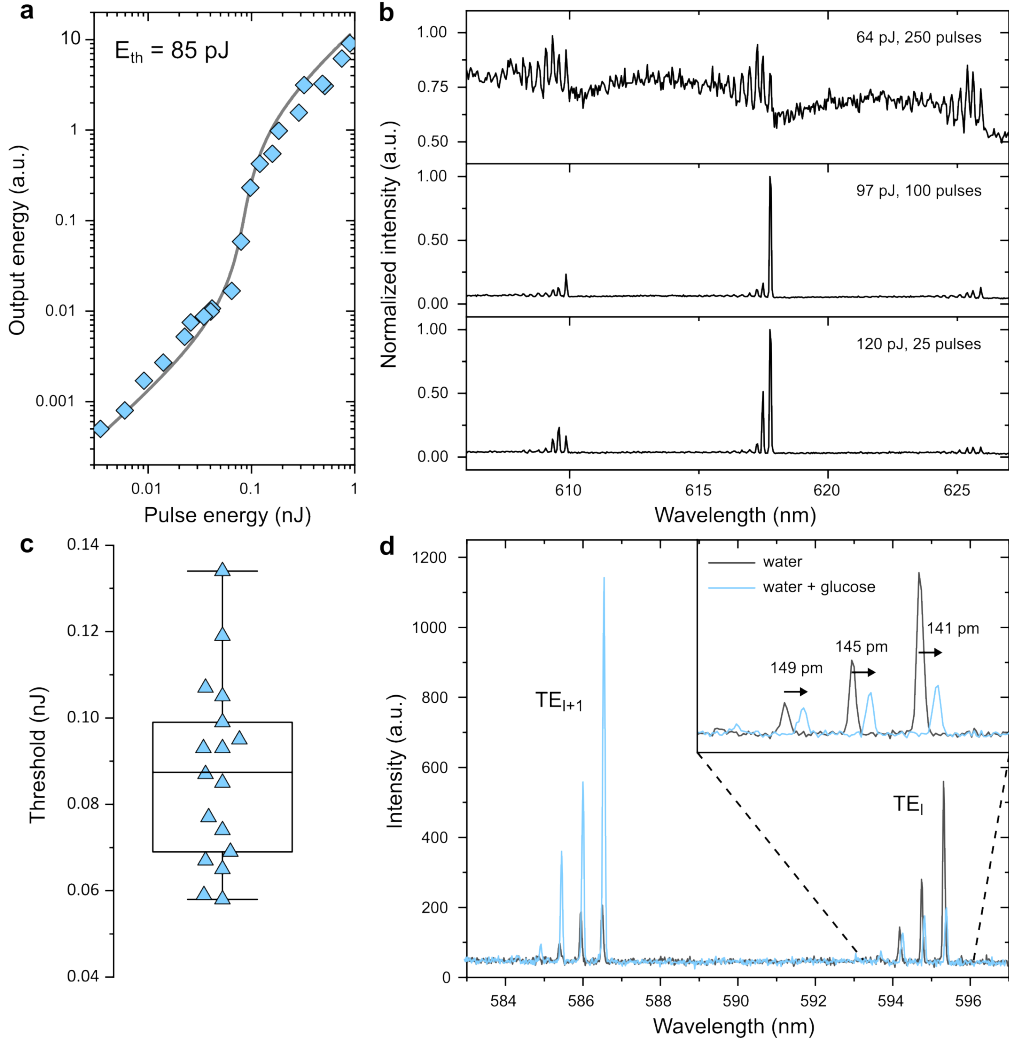 a
E_th = 85 pJ
10
1
0.1
0.01
0.001
Output energy (a.u.)
0.01
0.1
1
Pulse energy (nJ)
b
64 pJ, 250 pulses
1.00
0.75
0.50
97 pJ, 100 pulses
1.00
0.50
0.00
120 pJ, 25 pulses
1.00
0.50
0.00
Normalized intensity (a.u.)
610
615
620
625
Wavelength (nm)
c
0.14
0.12
0.10
0.08
0.06
0.04
Threshold (nJ)
d
1200
1000
800
600
400
200
0
Intensity (a.u.)
TE_l+1
water
water + glucose
149 pm
145 pm
141 pm
TE_l
584
586
588
590
592
594
596
Wavelength (nm)